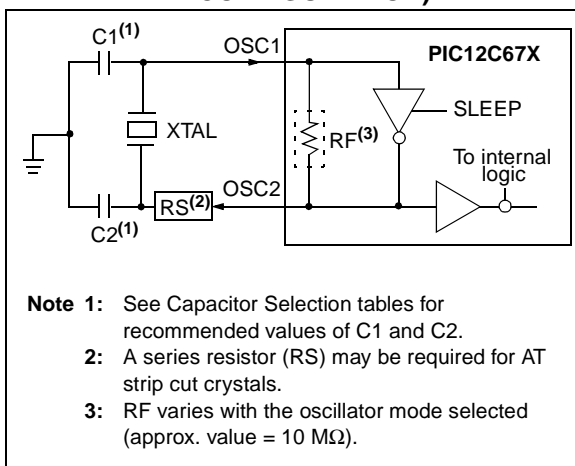 C1(1)
OSC1
PIC12C67X
SLEEP
XTAL
RF(3)
To internal
logic
OSC2
RS(2)
C2(1)
Note 1: See Capacitor Selection tables for
recommended values of C1 and C2.
2: A series resistor (RS) may be required for AT
strip cut crystals.
3: RF varies with the oscillator mode selected
(approx. value = 10 MΩ).